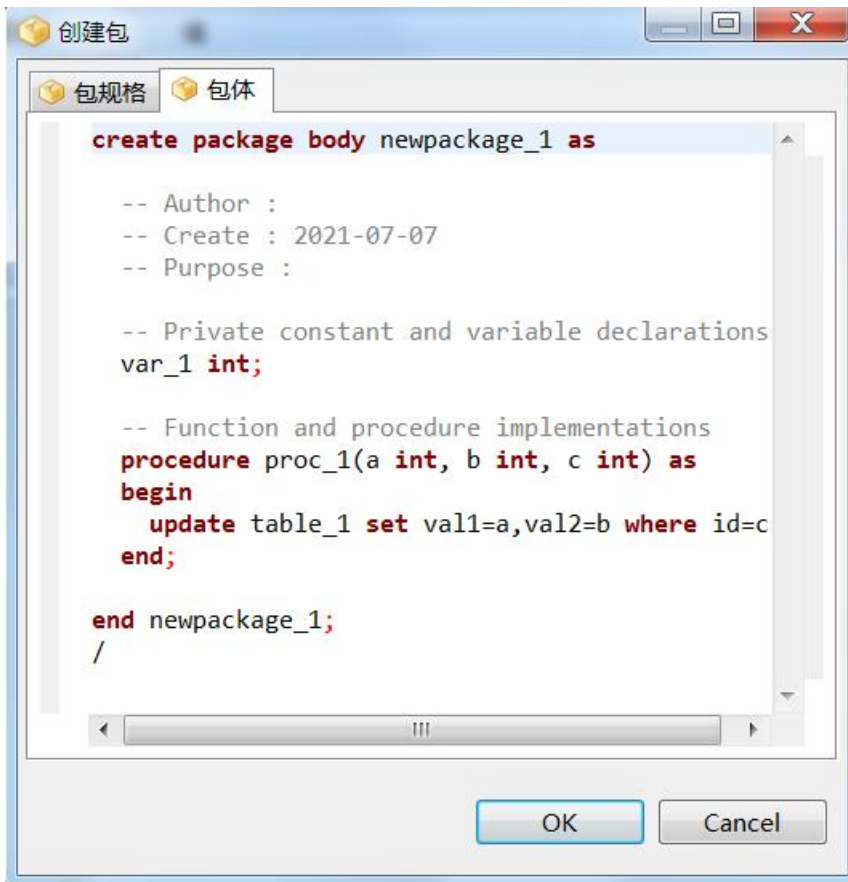 创建包
包规格 包体
create package body newpackage_1 as
-- Author :
-- Create : 2021-07-07
-- Purpose :
-- Private constant and variable declarations
var_1 int;
-- Function and procedure implementations
procedure proc_1(a int, b int, c int) as
begin
update table_1 set val1=a,val2=b where id=c
end;
end newpackage_1;
/
OK Cancel